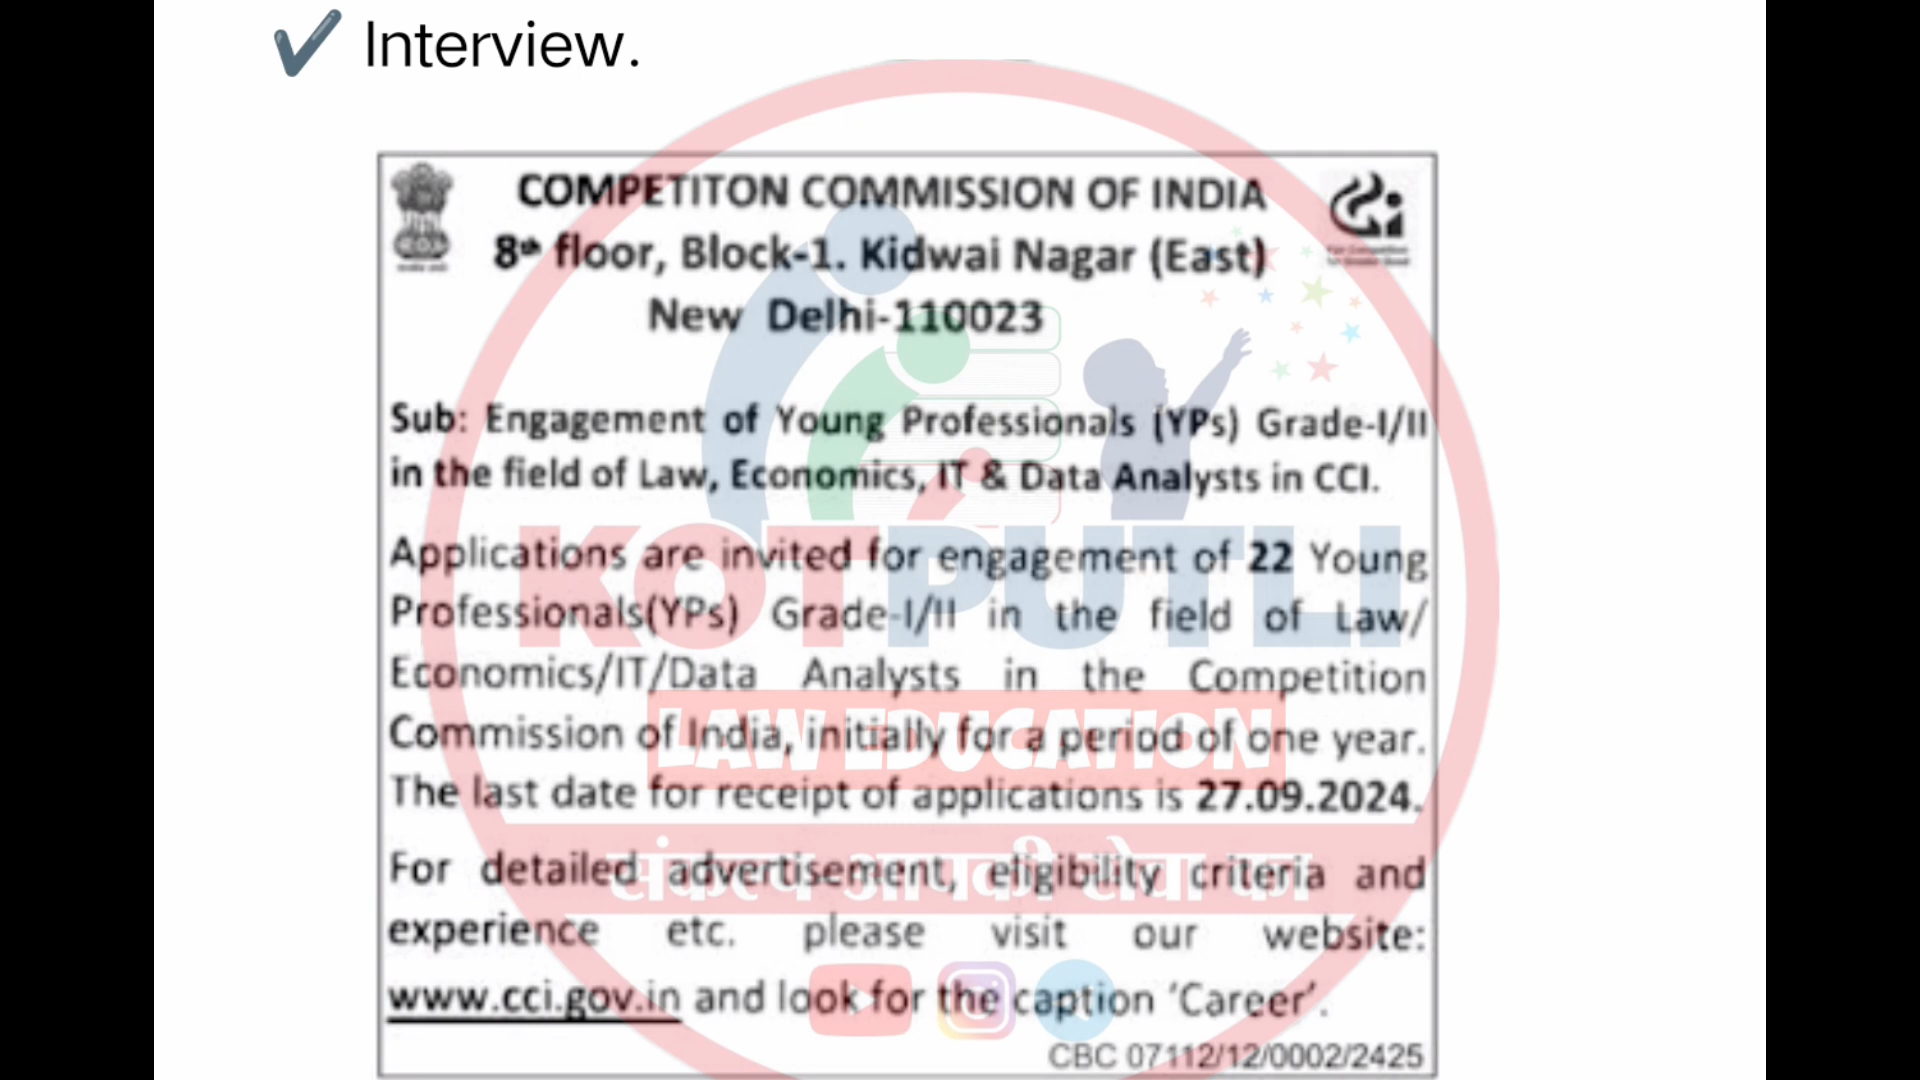 ✔ Interview.
COMPETITON COMMISSION OF INDIA
8th floor, Block-1. Kidwai Nagar (East)
New Delhi-110023
Sub: Engagement of Young Professionals (YPs) Grade-I/II
in the field of Law, Economics, IT & Data Analysts in CCI.
Applications are invited for engagement of 22 Young
Professionals(YPs) Grade-I/II in the field of Law/
Economics/IT/Data Analysts in the Competition
Commission of India, initially for a period of one year.
The last date for receipt of applications is 27.09.2024.
For detailed advertisement, eligibility criteria and
experience etc. please visit our website:
www.cci.gov.in and look for the caption ‘Career’.
CBC 07112/12/0002/2425
KOTPUTLI
LAW EDUCATION